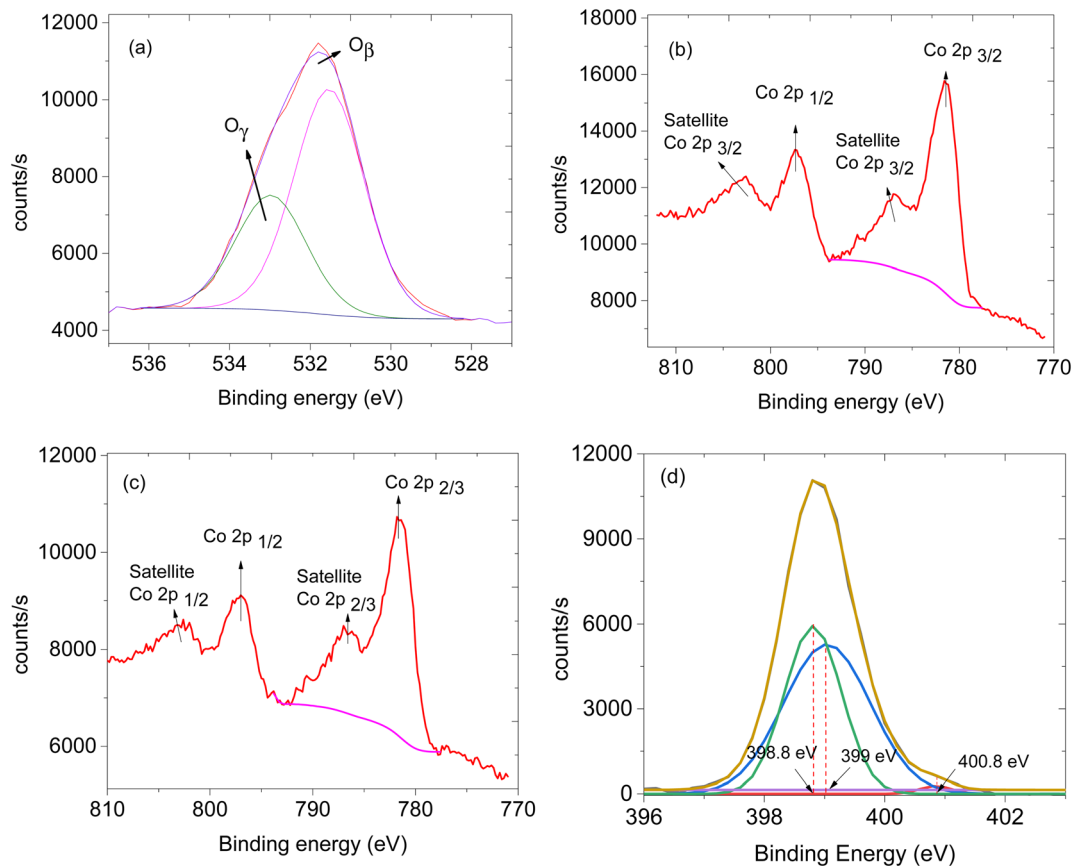 (a)
Oβ
Oγ
12000
10000
8000
6000
4000
counts/s
536
534
532
530
528
Binding energy (eV)
(b)
Co 2p 3/2
Co 2p 1/2
Satellite
Co 2p 3/2
Satellite
Co 2p 3/2
18000
16000
14000
12000
10000
8000
counts/s
810
800
790
780
770
Binding energy (eV)
(c)
Co 2p 2/3
Co 2p 1/2
Satellite
Co 2p 1/2
Satellite
Co 2p 2/3
12000
10000
8000
6000
counts/s
810
800
790
780
770
Binding energy (eV)
(d)
12000
9000
6000
3000
0
counts/s
398.8 eV
399 eV
400.8 eV
396
398
400
402
Binding Energy (eV)